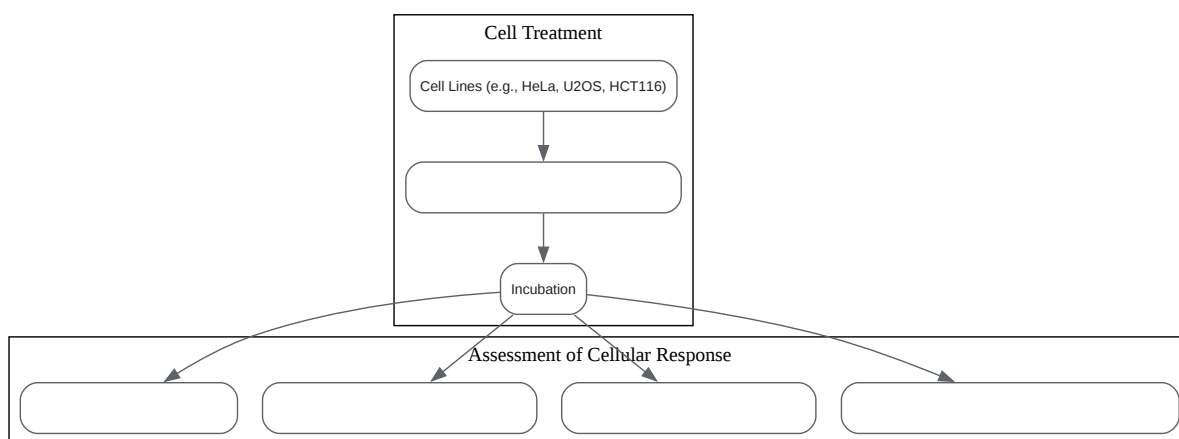 Cell Treatment
Cell Lines (e.g., HeLa, U2OS, HCT116)
Incubation
Assessment of Cellular Response